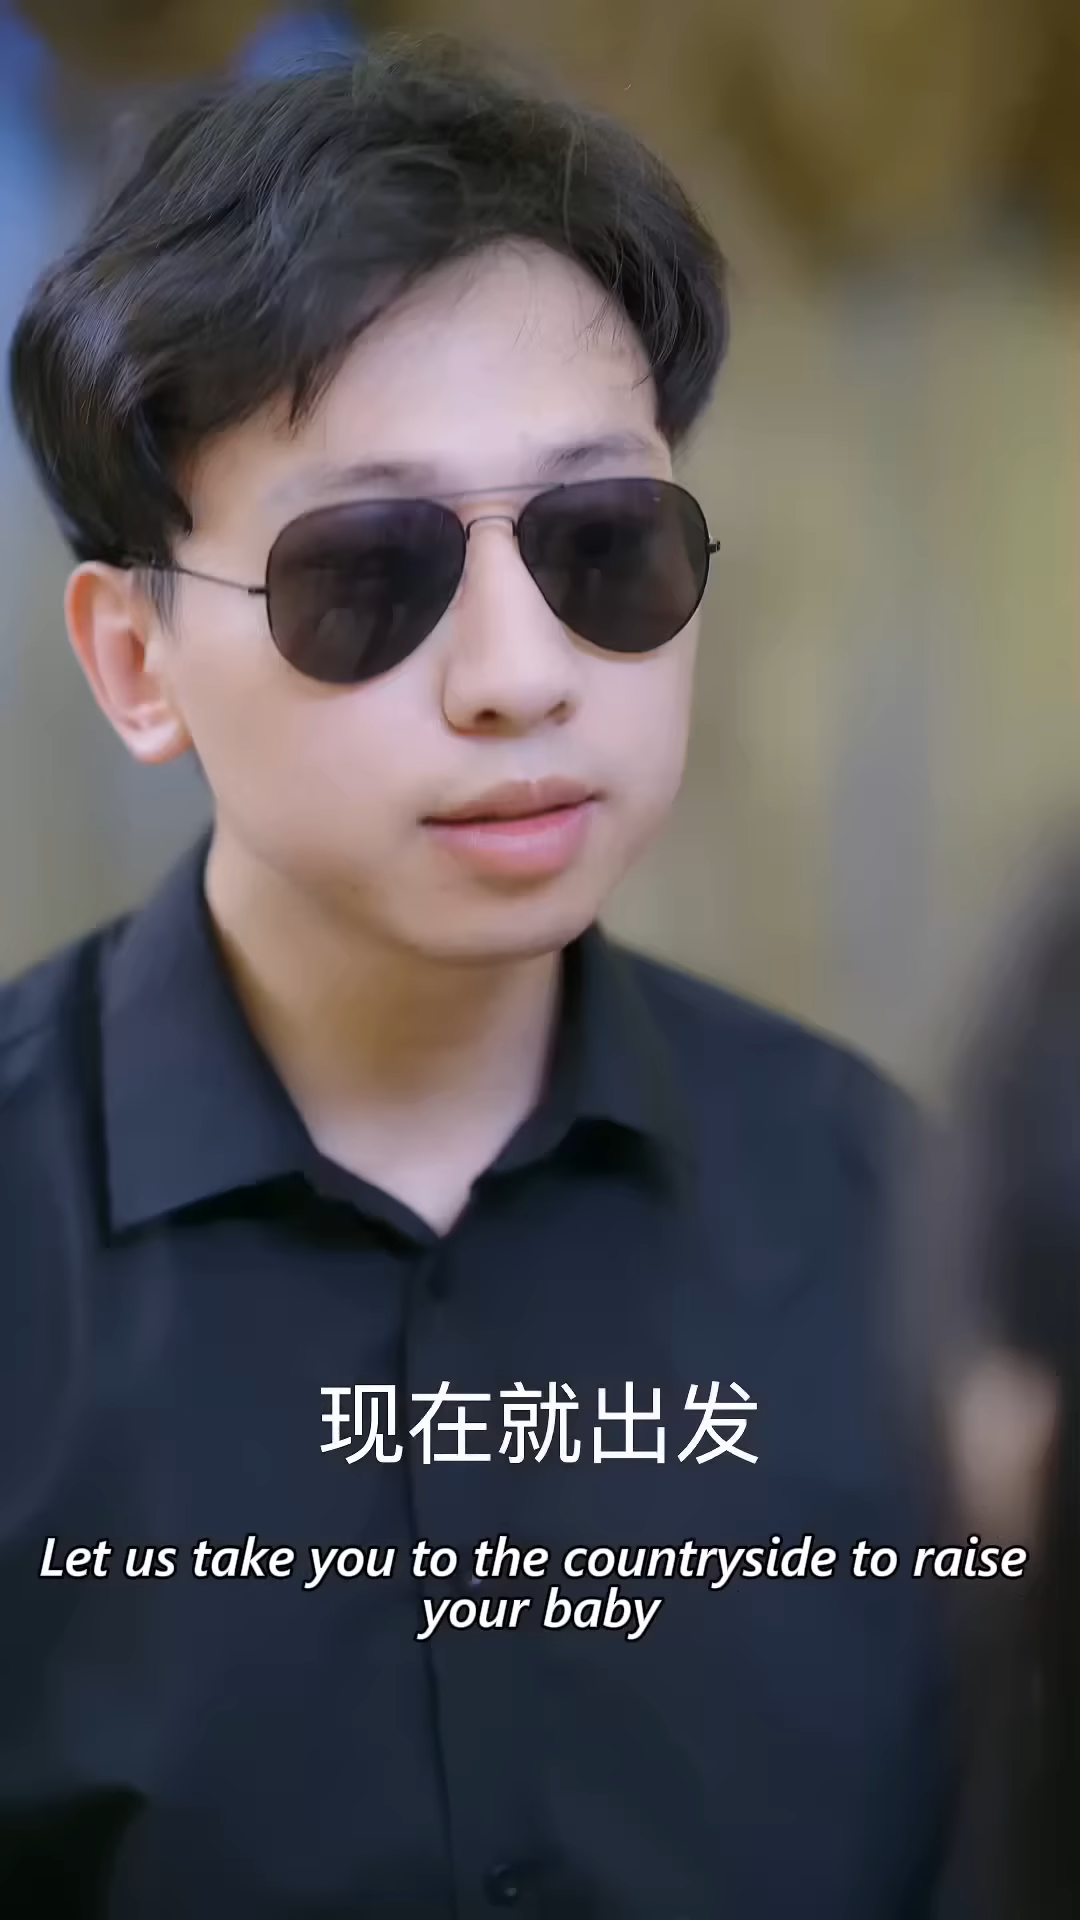 现在就出发
Let us take you to the countryside to raise
your baby